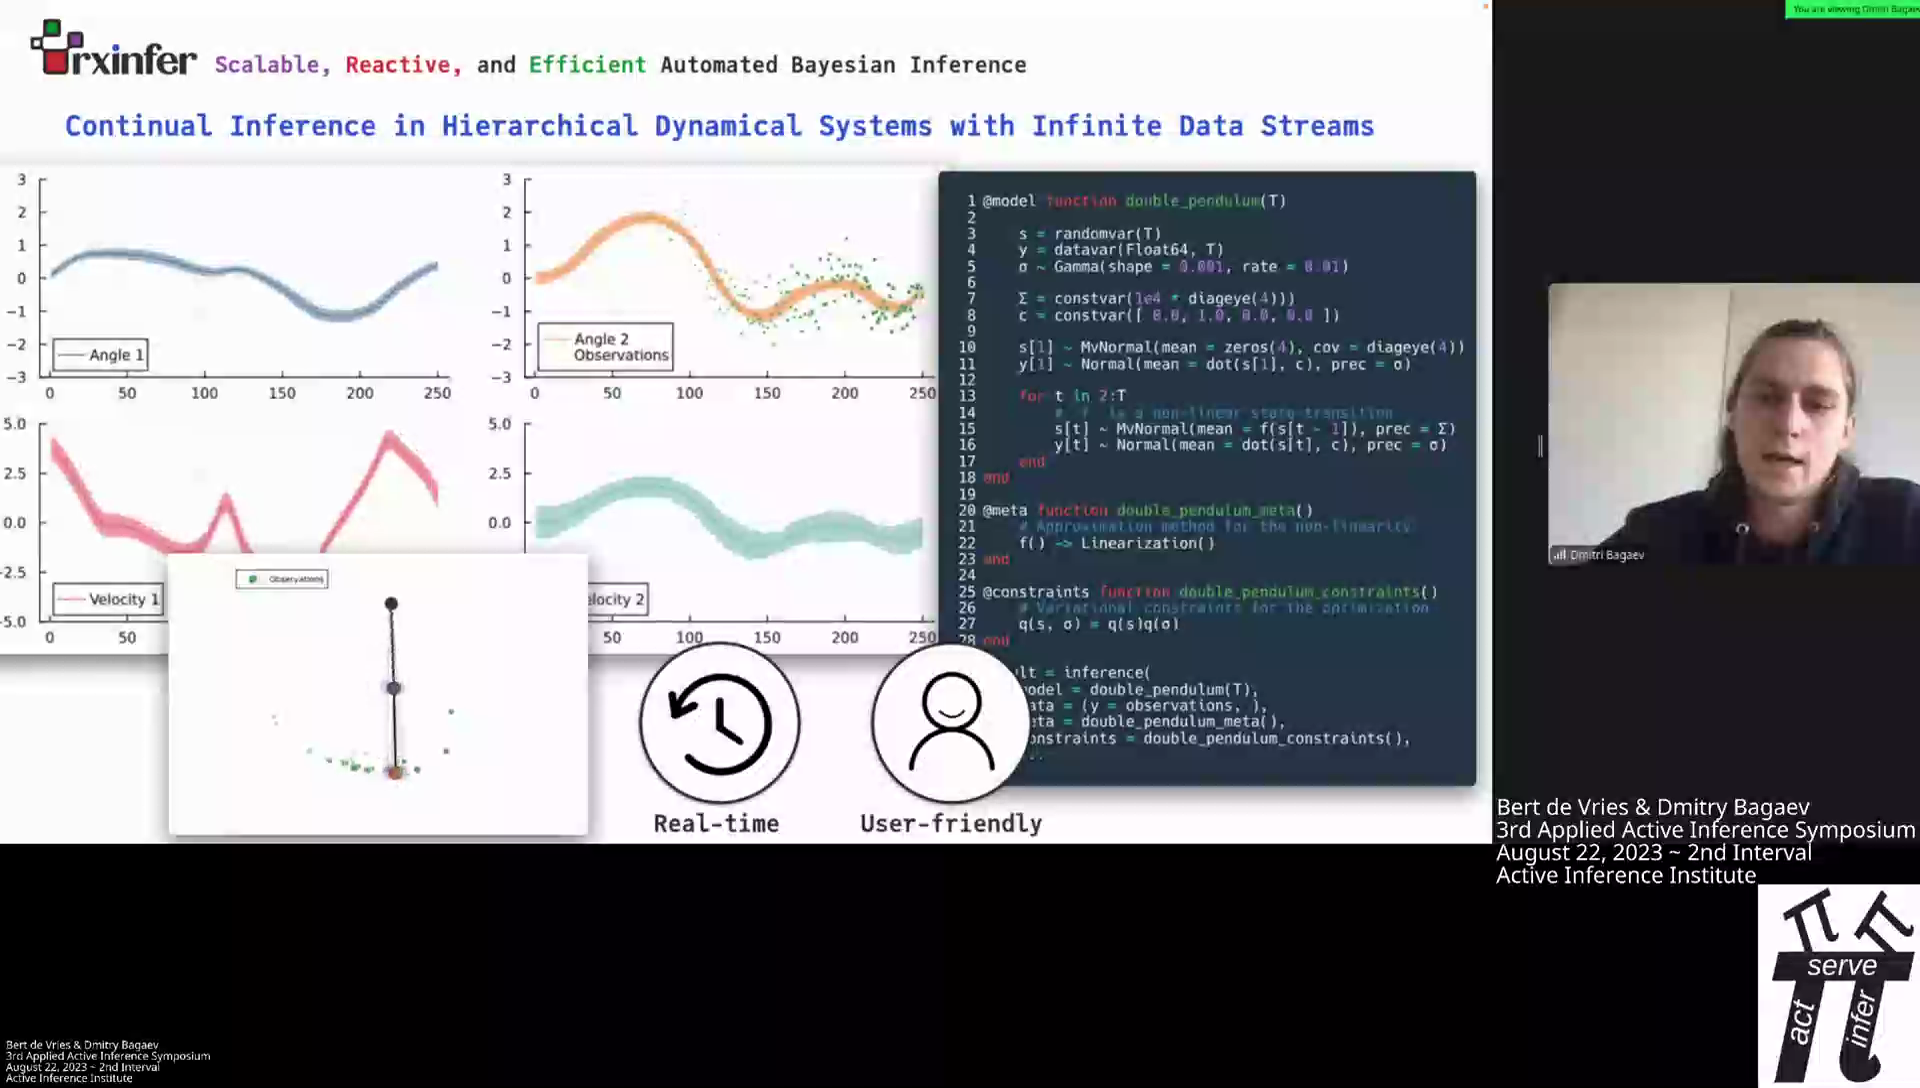 You are viewing Dmitri Bagaev
rxinfer Scalable, Reactive, and Efficient Automated Bayesian Inference
Continual Inference in Hierarchical Dynamical Systems with Infinite Data Streams
3
2
1
0
−1
−2
−3
Angle 1
0 50 100 150 200 250
3
2
1
0
−1
−2
−3
Angle 2
Observations
0 50 100 150 200 250
5.0
2.5
0.0
−2.5
−5.0
Velocity 1
0 50
5.0
2.5
0.0
locity 2
50 100 150 200 250
Observations
Real-time
User-friendly
1 @model function double_pendulum(T)
2
3 s = randomvar(T)
4 y = datavar(Float64, T)
5 σ ~ Gamma(shape = 0.001, rate = 0.01)
6
7 Σ = constvar(1e4 * diageye(4)))
8 c = constvar([ 0.0, 1.0, 0.0, 0.0 ])
9
10 s[1] ~ MvNormal(mean = zeros(4), cov = diageye(4))
11 y[1] ~ Normal(mean = dot(s[1], c), prec = σ)
12
13 for t in 2:T
14 # `f` is a non-linear state-transition
15 s[t] ~ MvNormal(mean = f(s[t - 1]), prec = Σ)
16 y[t] ~ Normal(mean = dot(s[t], c), prec = σ)
17 end
18 end
19
20 @meta function double_pendulum_meta()
21 # Approximation method for the non-linearity
22 f() -> Linearization()
23 end
24
25 @constraints function double_pendulum_constraints()
26 # Variational constraints for the optimization
27 q(s, σ) = q(s)q(σ)
28 end
ult = inference(
odel = double_pendulum(T),
ata = (y = observations, ),
eta = double_pendulum_meta(),
onstraints = double_pendulum_constraints(),
..
Dmitri Bagaev
Bert de Vries & Dmitry Bagaev
3rd Applied Active Inference Symposium
August 22, 2023 ~ 2nd Interval
Active Inference Institute
serve
act
infer
Bert de Vries & Dmitry Bagaev
3rd Applied Active Inference Symposium
August 22, 2023 ~ 2nd Interval
Active Inference Institute